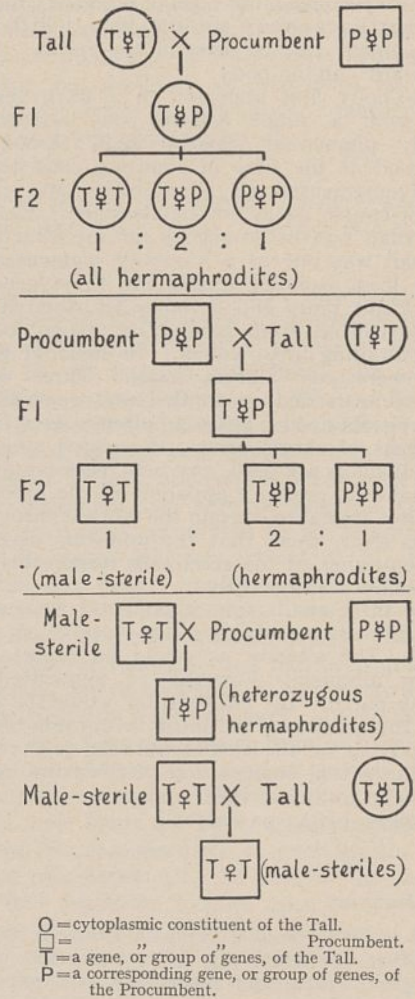 Tall T⚥T X Procumbent P⚥P
F1 T⚥P
F2 T⚥T T⚥P P⚥P
1 : 2 : 1
(all hermaphrodites)
Procumbent P⚥P X Tall T⚥T
F1 T⚥P
F2 T♀T T⚥P P⚥P
1 : 2 : 1
(male-sterile) (hermaphrodites)
Male-
sterile T♀T X Procumbent P⚥P
T⚥P (heterozygous
hermaphrodites)
Male-sterile T♀T X Tall T⚥T
T♀T (male-steriles)
O=cytoplasmic constituent of the Tall.
□= „ „ Procumbent.
T=a gene, or group of genes, of the Tall.
P=a corresponding gene, or group of genes, of
the Procumbent.